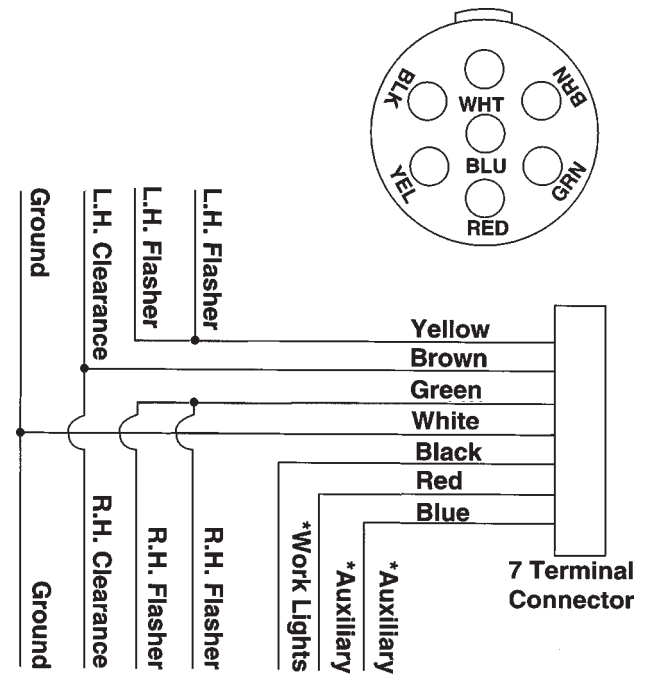 BLK
WHT
BRN
BLU
YEL
GRN
RED
Ground
L.H. Clearance
L.H. Flasher
L.H. Flasher
Yellow
Brown
Green
White
Black
Red
Blue
Ground
R.H. Clearance
R.H. Flasher
R.H. Flasher
*Work Lights
*Auxiliary
*Auxiliary
7 Terminal
Connector